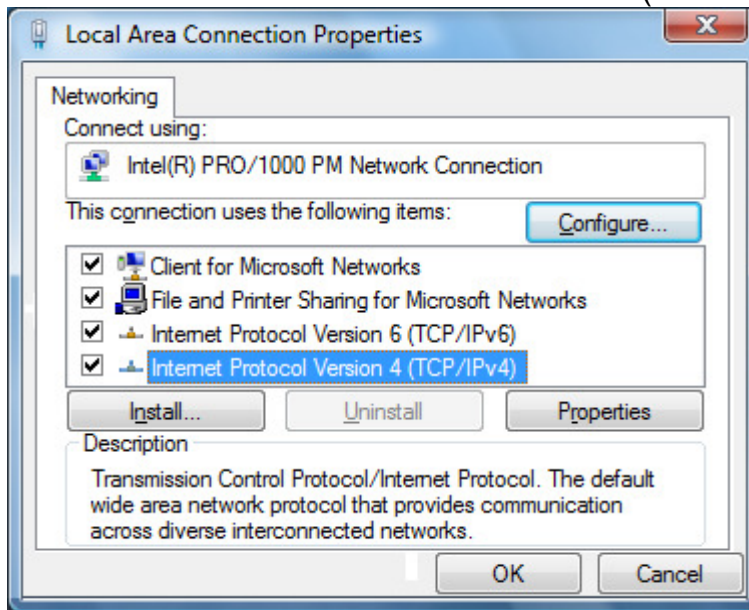 (
Local Area Connection Properties
X
Networking
Connect using:
Intel(R) PRO/1000 PM Network Connection
This connection uses the following items:
Configure...
Client for Microsoft Networks
File and Printer Sharing for Microsoft Networks
Internet Protocol Version 6 (TCP/IPv6)
Internet Protocol Version 4 (TCP/IPv4)
Install...
Uninstall
Properties
Description
Transmission Control Protocol/Internet Protocol. The default
wide area network protocol that provides communication
across diverse interconnected networks.
OK
Cancel